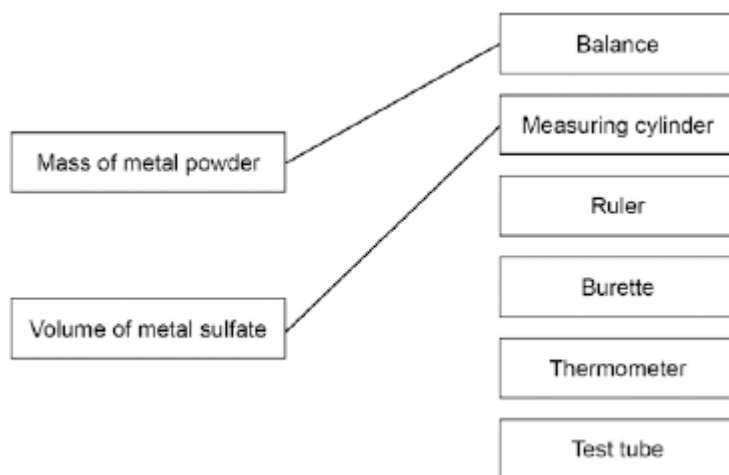 Balance
Measuring cylinder
Mass of metal powder
Ruler
Burette
Volume of metal sulfate
Thermometer
Test tube